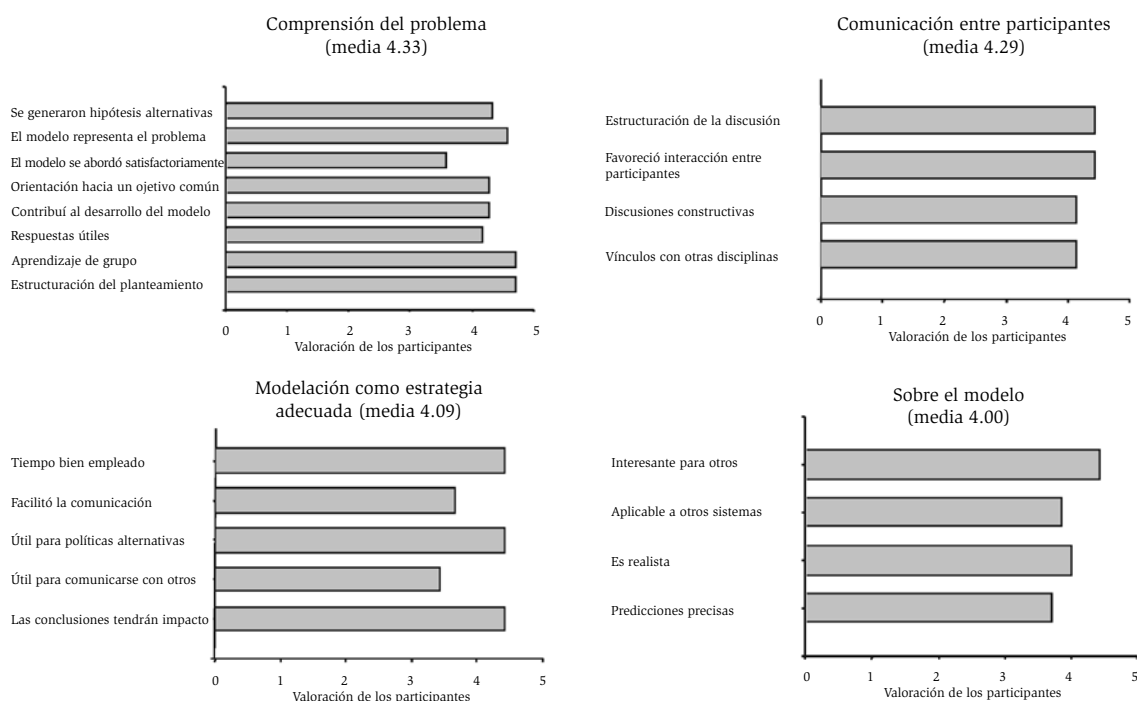 Comprensión del problema
(media 4.33)
Se generaron hipótesis alternativas
El modelo representa el problema
El modelo se abordó satisfactoriamente
Orientación hacia un ojetivo común
Contribuí al desarrollo del modelo
Respuestas útiles
Aprendizaje de grupo
Estructuración del planteamiento
0 1 2 3 4 5
Valoración de los participantes
Comunicación entre participantes
(media 4.29)
Estructuración de la discusión
Favoreció interacción entre
participantes
Discusiones constructivas
Vínculos con otras disciplinas
0 1 2 3 4 5
Valoración de los participantes
Modelación como estrategia
adecuada (media 4.09)
Tiempo bien empleado
Facilitó la comunicación
Útil para políticas alternativas
Útil para comunicarse con otros
Las conclusiones tendrán impacto
0 1 2 3 4 5
Valoración de los participantes
Sobre el modelo
(media 4.00)
Interesante para otros
Aplicable a otros sistemas
Es realista
Predicciones precisas
0 1 2 3 4 5
Valoración de los participantes